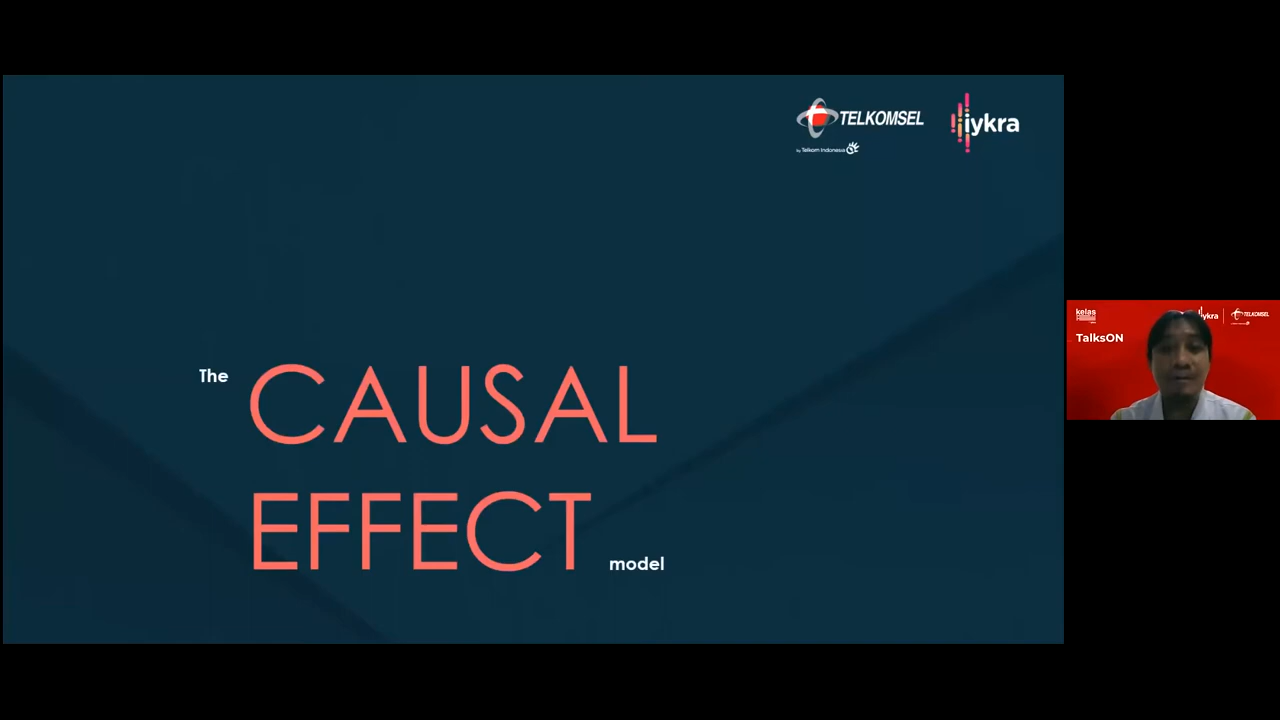 TELKOMSEL
by Telkom Indonesia
iykra
The
CAUSAL
EFFECT
model
kelas
iykra
TELKOMSEL
TalksON